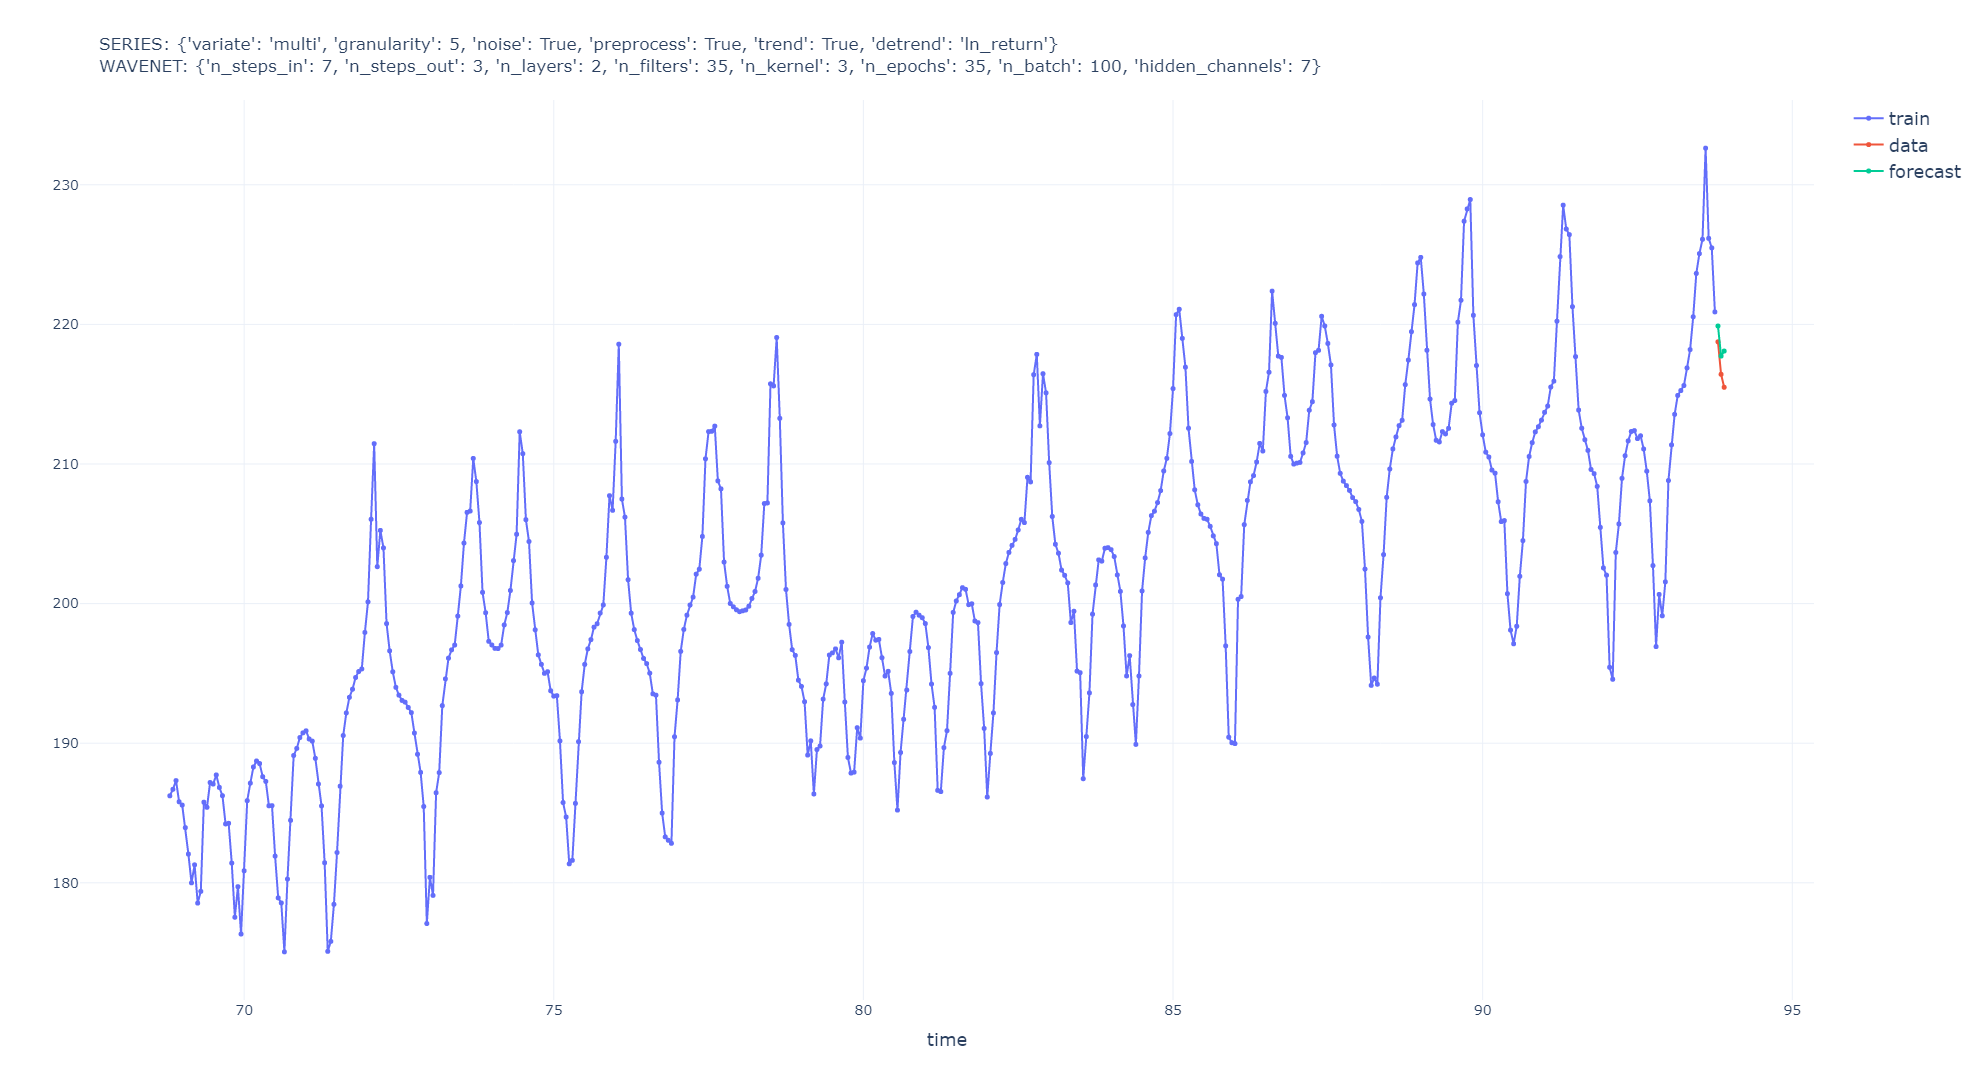 SERIES: {'variate': 'multi', 'granularity': 5, 'noise': True, 'preprocess': True, 'trend': True, 'detrend': 'ln_return'}
WAVENET: {'n_steps_in': 7, 'n_steps_out': 3, 'n_layers': 2, 'n_filters': 35, 'n_kernel': 3, 'n_epochs': 35, 'n_batch': 100, 'hidden_channels': 7}
train
data
forecast
230
220
210
200
190
180
70
75
80
85
90
95
time